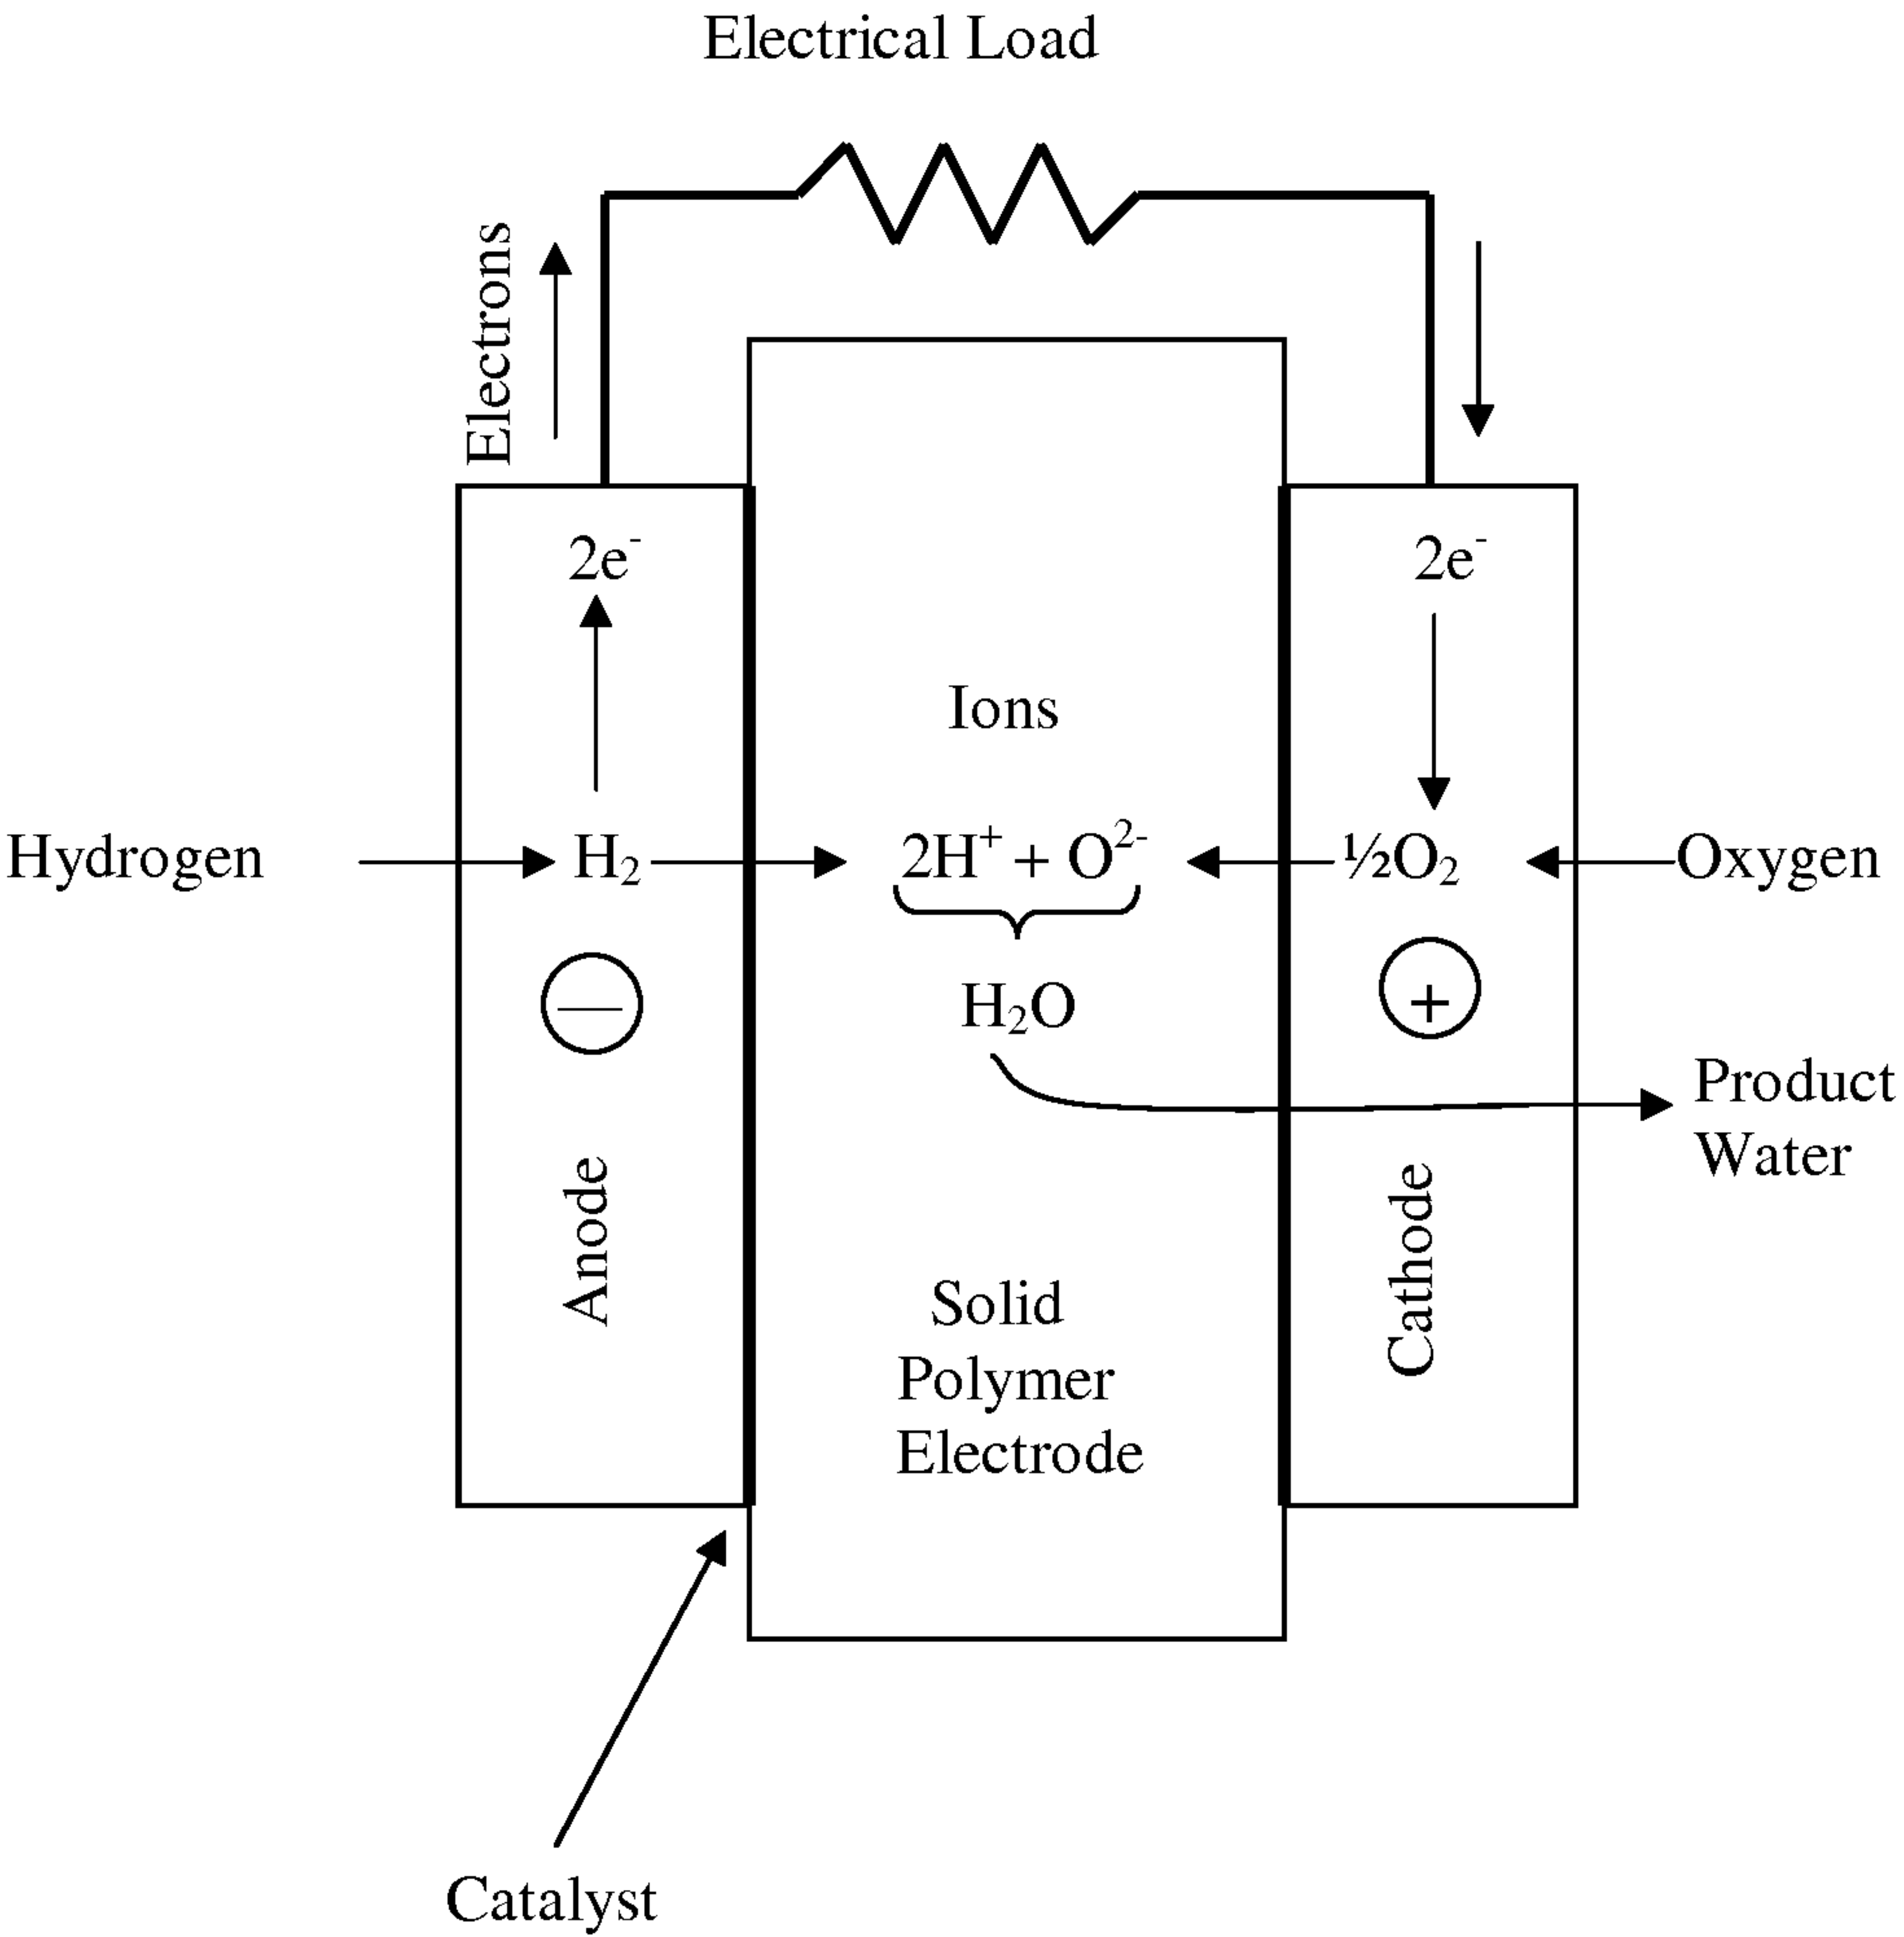 Electrical Load
Electrons
2e⁻
2e⁻
Ions
Hydrogen
H₂
2H⁺ + O²⁻
½O₂
Oxygen
—
+
H₂O
Product
Water
Anode
Cathode
Solid
Polymer
Electrode
Catalyst